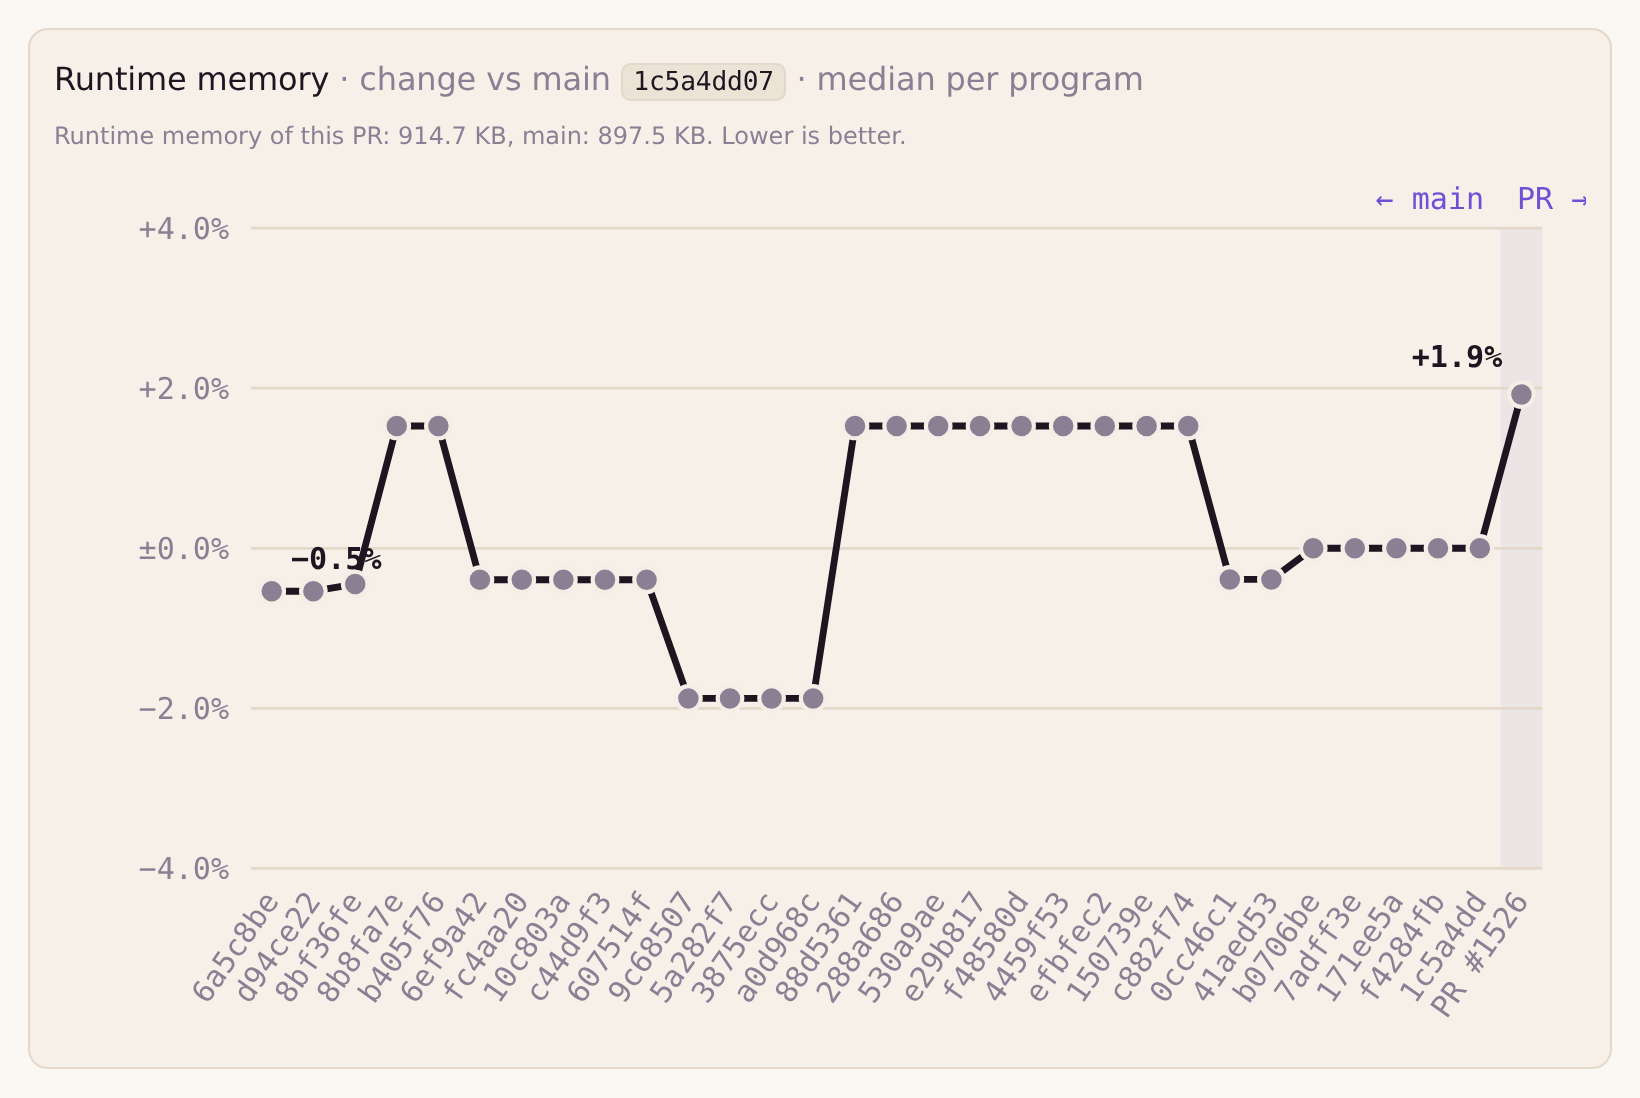 Runtime memory · change vs main 1c5a4dd07 · median per program
Runtime memory of this PR: 914.7 KB, main: 897.5 KB. Lower is better.
← main PR →
+4.0%
+1.9%
+2.0%
±0.0%
−0.5%
−2.0%
−4.0%
6a5c8be
d94ce22
8bf36fe
8b8fa7e
b405f76
6ef9a42
fc4aa20
10c803a
c44d9f3
607514f
9c68507
5a282f7
3875ecc
a0d968c
88d5361
288a686
530a9ae
e29b817
f48580d
4459f53
efbfec2
150739e
c882f74
0cc46c1
41aed53
b0706be
7adff3e
171ee5a
f4284fb
1c5a4dd
PR #1526